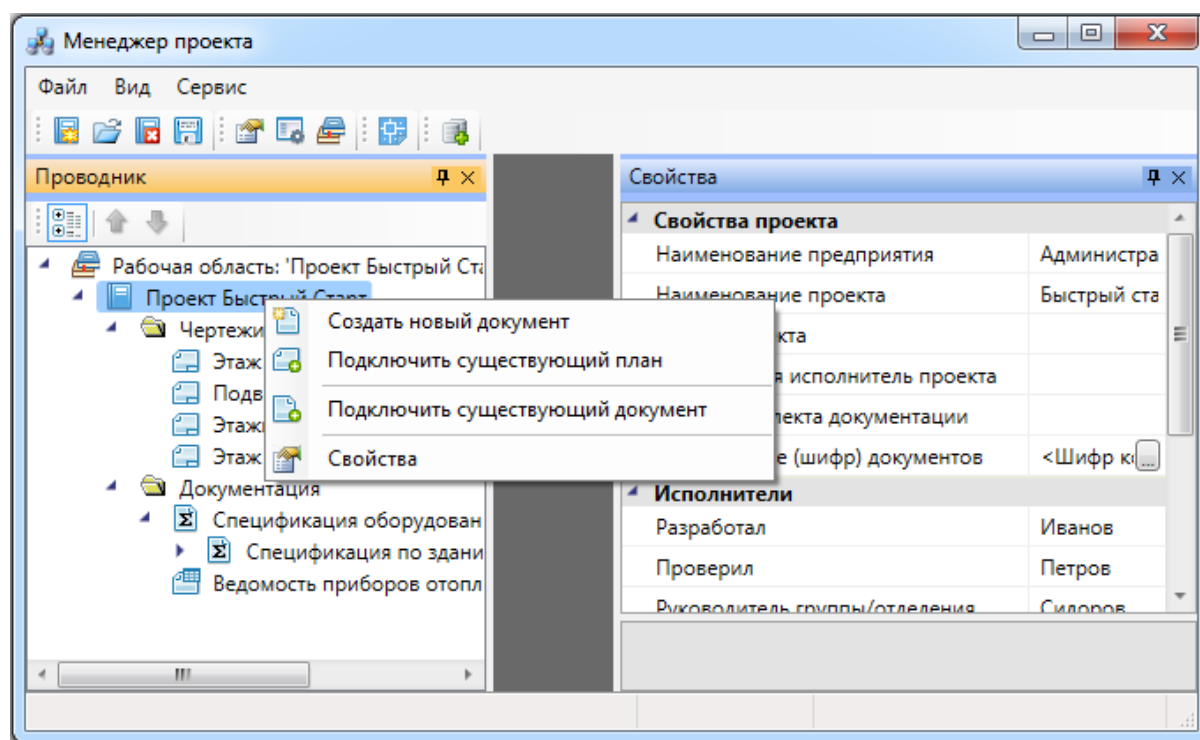 Менеджер проекта
Файл Вид Сервис
Проводник
Рабочая область: 'Проект Быстрый Ста
Проект Быстрый Старт
Чертежи
Этаж
Подв
Этаж
Этаж
Документация
Спецификация оборудован
Спецификация по здани
Ведомость приборов отопл
Создать новый документ
Подключить существующий план
Подключить существующий документ
Свойства
Свойства
Свойства проекта
Наименование предприятия Администра
Наименование проекта Быстрый ста
кта
я исполнитель проекта
лекта документации
е (шифр) документов <Шифр к ...
Исполнители
Разработал Иванов
Проверил Петров
Руководитель группы/отделения Сидоров